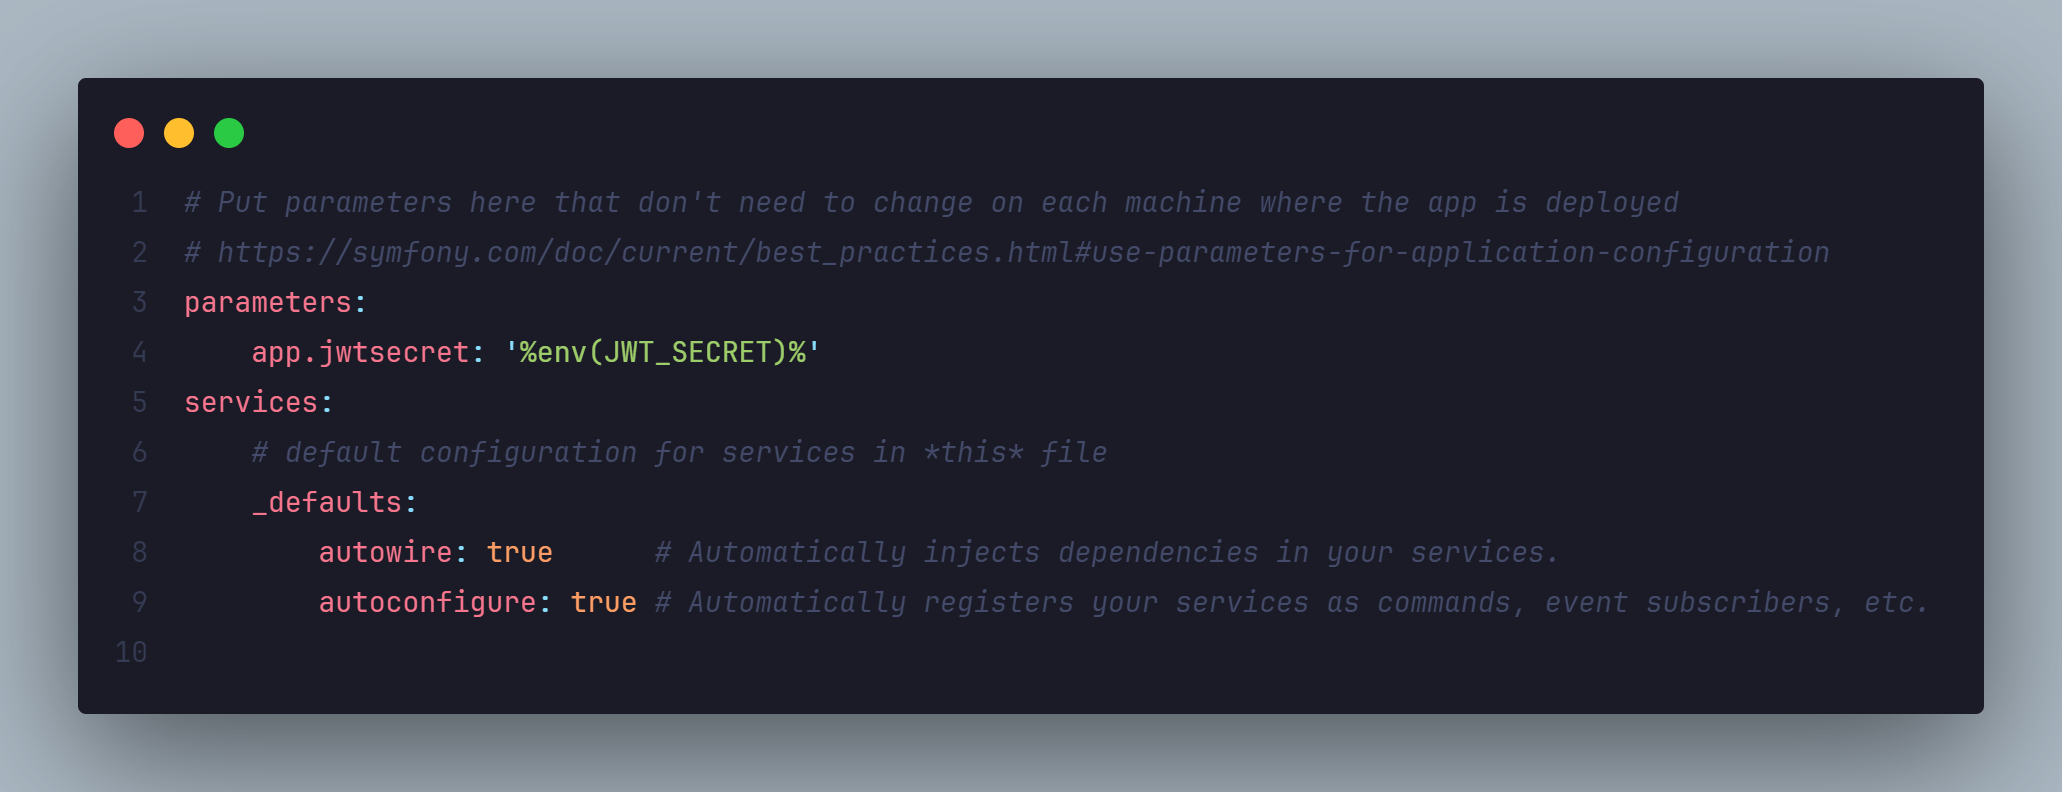 1 # Put parameters here that don't need to change on each machine where the app is deployed
2 # https://symfony.com/doc/current/best_practices.html#use-parameters-for-application-configuration
3 parameters:
4     app.jwtsecret: '%env(JWT_SECRET)%'
5 services:
6     # default configuration for services in *this* file
7     _defaults:
8         autowire: true      # Automatically injects dependencies in your services.
9         autoconfigure: true # Automatically registers your services as commands, event subscribers, etc.
10